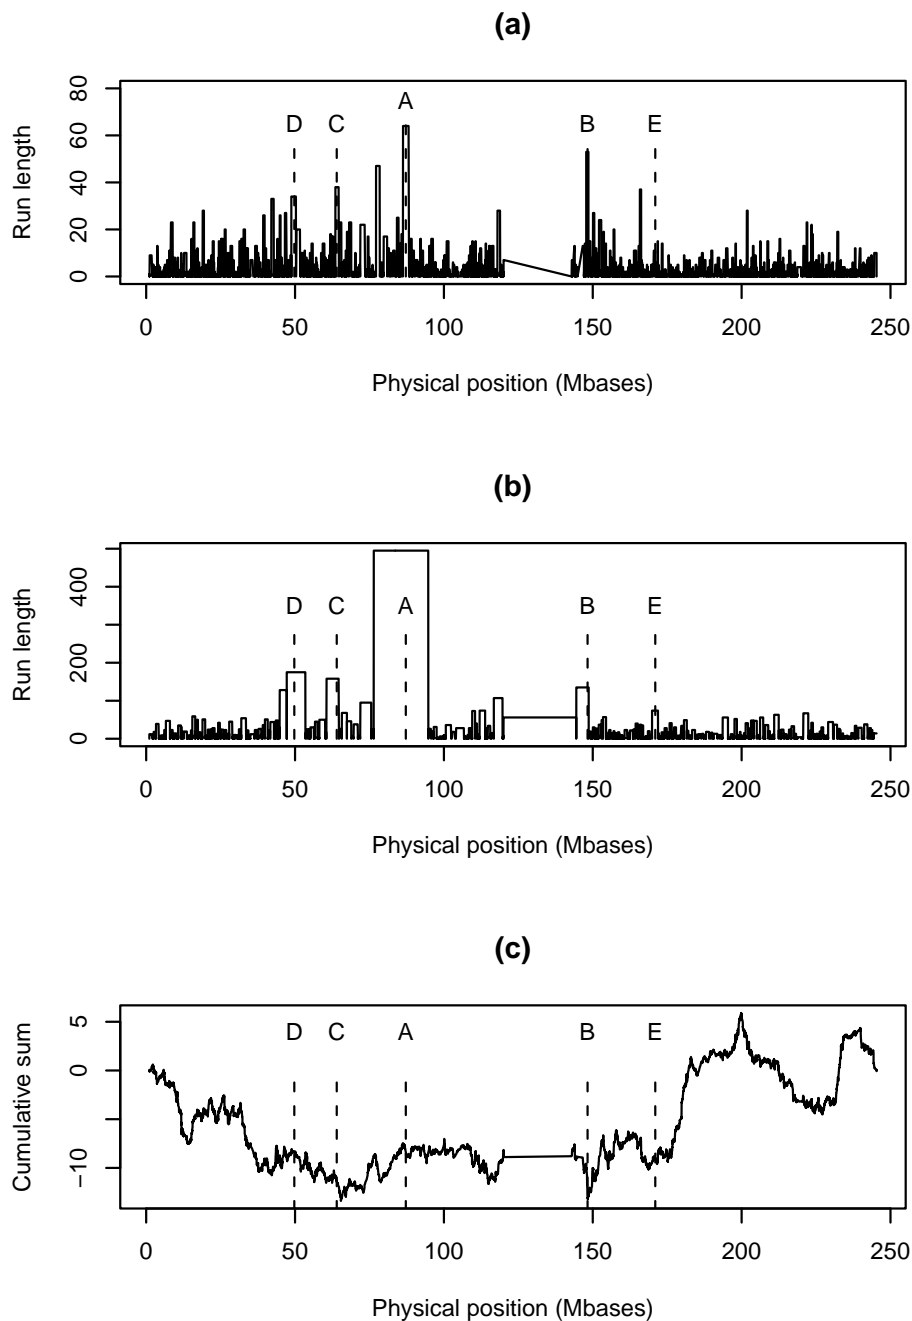 (a)
Run length
80
60
40
20
0
A
D C B E
0 50 100 150 200 250
Physical position (Mbases)
(b)
Run length
400
200
0
D C A B E
0 50 100 150 200 250
Physical position (Mbases)
(c)
Cumulative sum
5
0
−10
D C A B E
0 50 100 150 200 250
Physical position (Mbases)